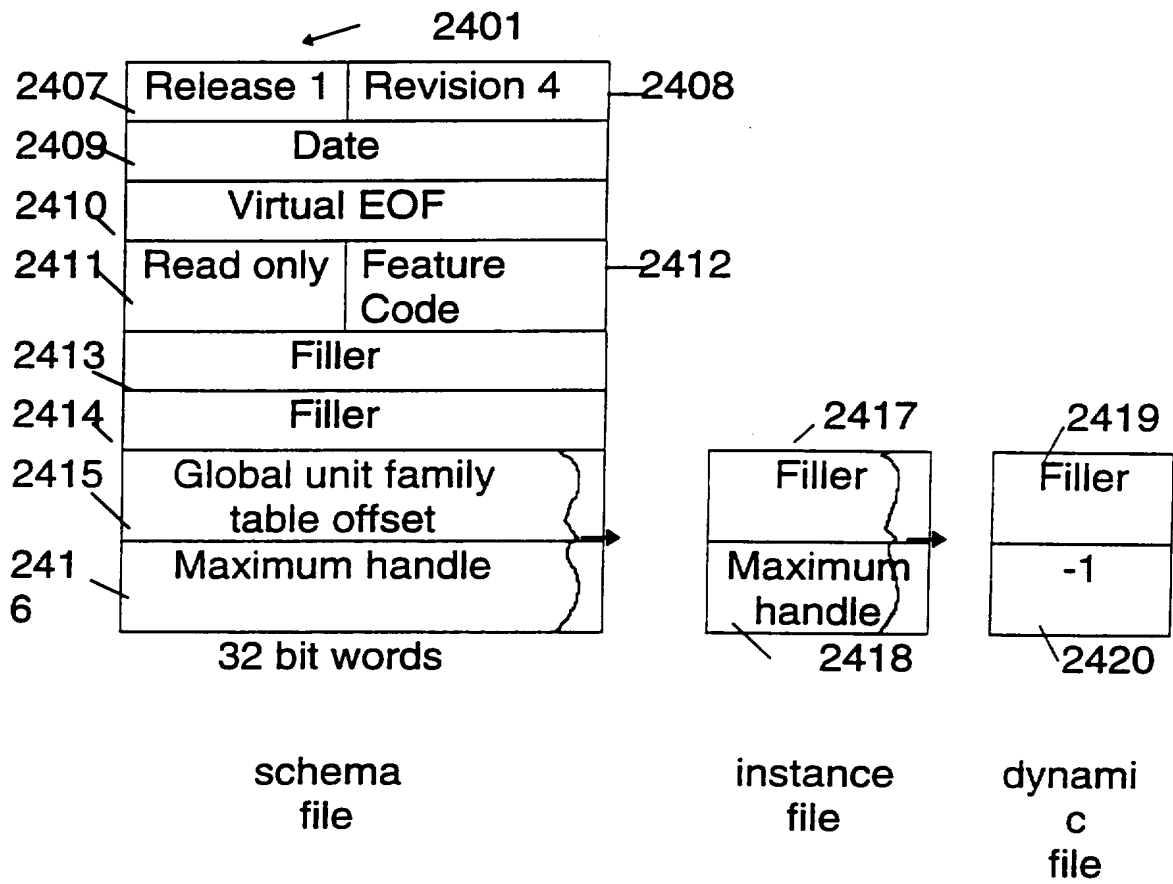 2401
2407 Release 1 Revision 4 2408
2409 Date
2410 Virtual EOF
2411 Read only Feature 2412
Code
2413 Filler
2414 Filler 2417 2419
2415 Global unit family Filler Filler
table offset
241 Maximum handle Maximum -1
6 handle
32 bit words 2418 2420
schema instance dynami
file file c
file